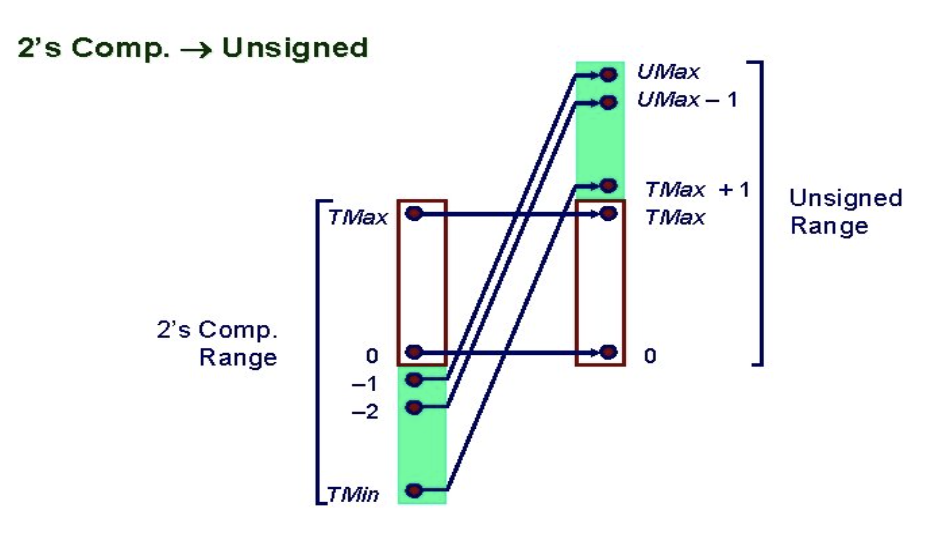 2's Comp. → Unsigned
UMax
UMax – 1
TMax + 1
TMax
Unsigned
Range
TMax
2's Comp.
Range
0
0
–1
–2
TMin